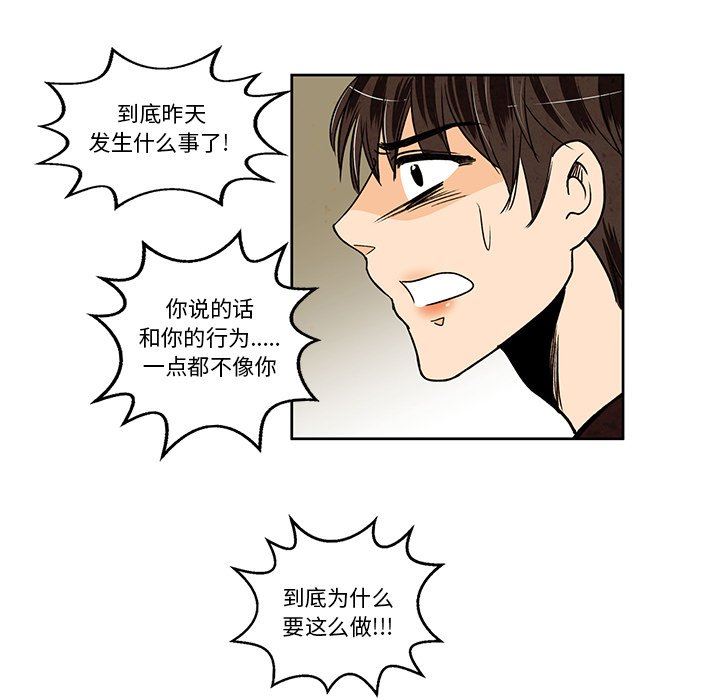 到底昨天
发生什么事了!
你说的话
和你的行为.....
一点都不像你
到底为什么
要这么做!!!